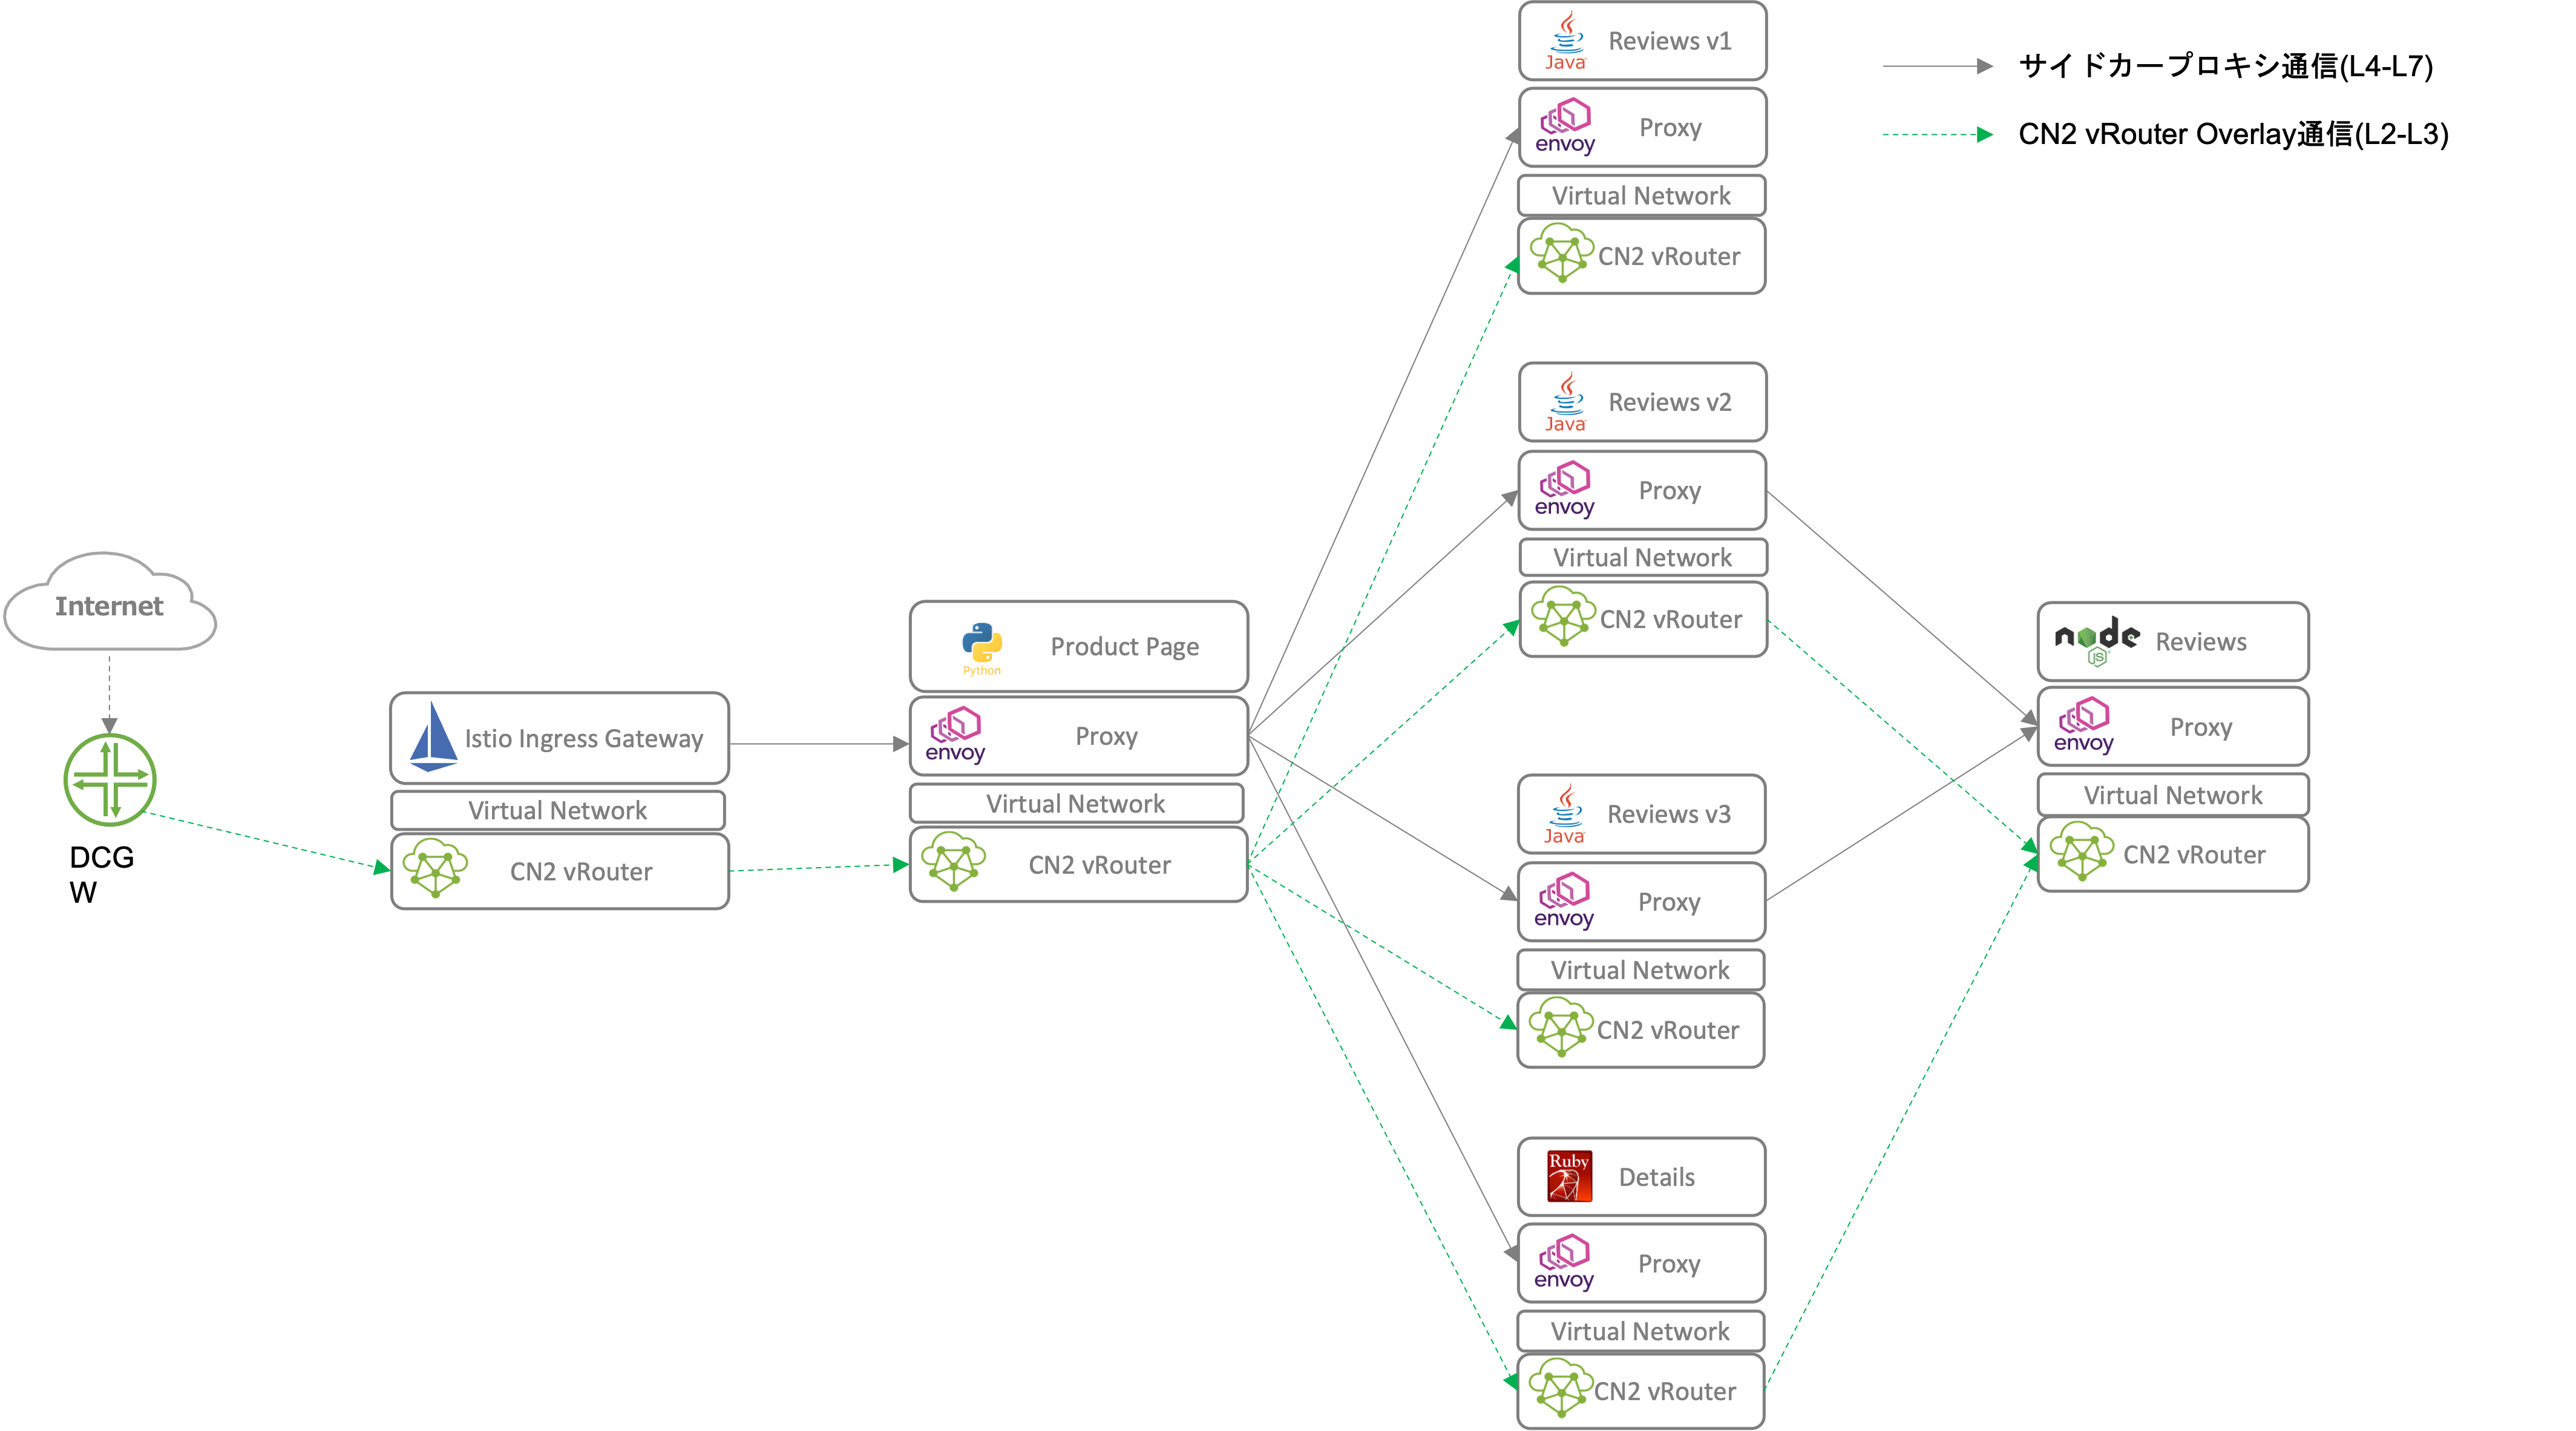 Internet
DCG
W
Istio Ingress Gateway
Virtual Network
CN2 vRouter
Python
Product Page
envoy
Proxy
Virtual Network
CN2 vRouter
Java
Reviews v1
envoy
Proxy
Virtual Network
CN2 vRouter
Java
Reviews v2
envoy
Proxy
Virtual Network
CN2 vRouter
Java
Reviews v3
envoy
Proxy
Virtual Network
CN2 vRouter
Ruby
Details
envoy
Proxy
Virtual Network
CN2 vRouter
node
JS
Reviews
envoy
Proxy
Virtual Network
CN2 vRouter
サイドカープロキシ通信(L4-L7)
CN2 vRouter Overlay通信(L2-L3)